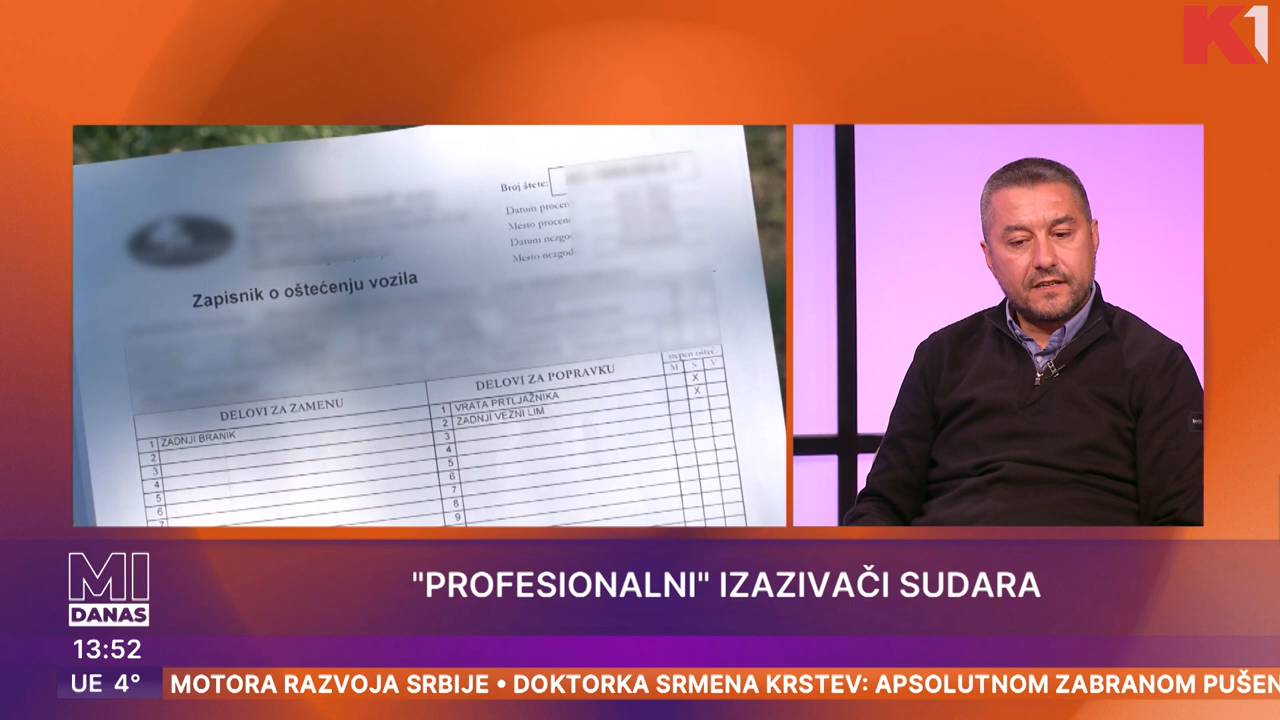 K1
Broj štete:
Datum procen
Mesto procen
Datum nezgo
Mesto nezgod
Zapisnik o oštećenju vozila
DELOVI ZA ZAMENU
DELOVI ZA POPRAVKU
M S V
1 ZADNJI BRANIK
2
3
4
5
6
7
1 VRATA PRTLJAŽNIKA X
2 ZADNJI VEZNI LIM X
3
4
5
6
7
8
9
MI
DANAS
"PROFESIONALNI" IZAZIVAČI SUDARA
13:52
UE 4°
MOTORA RAZVOJA SRBIJE • DOKTORKA SRMENA KRSTEV: APSOLUTNOM ZABRANOM PUŠEN